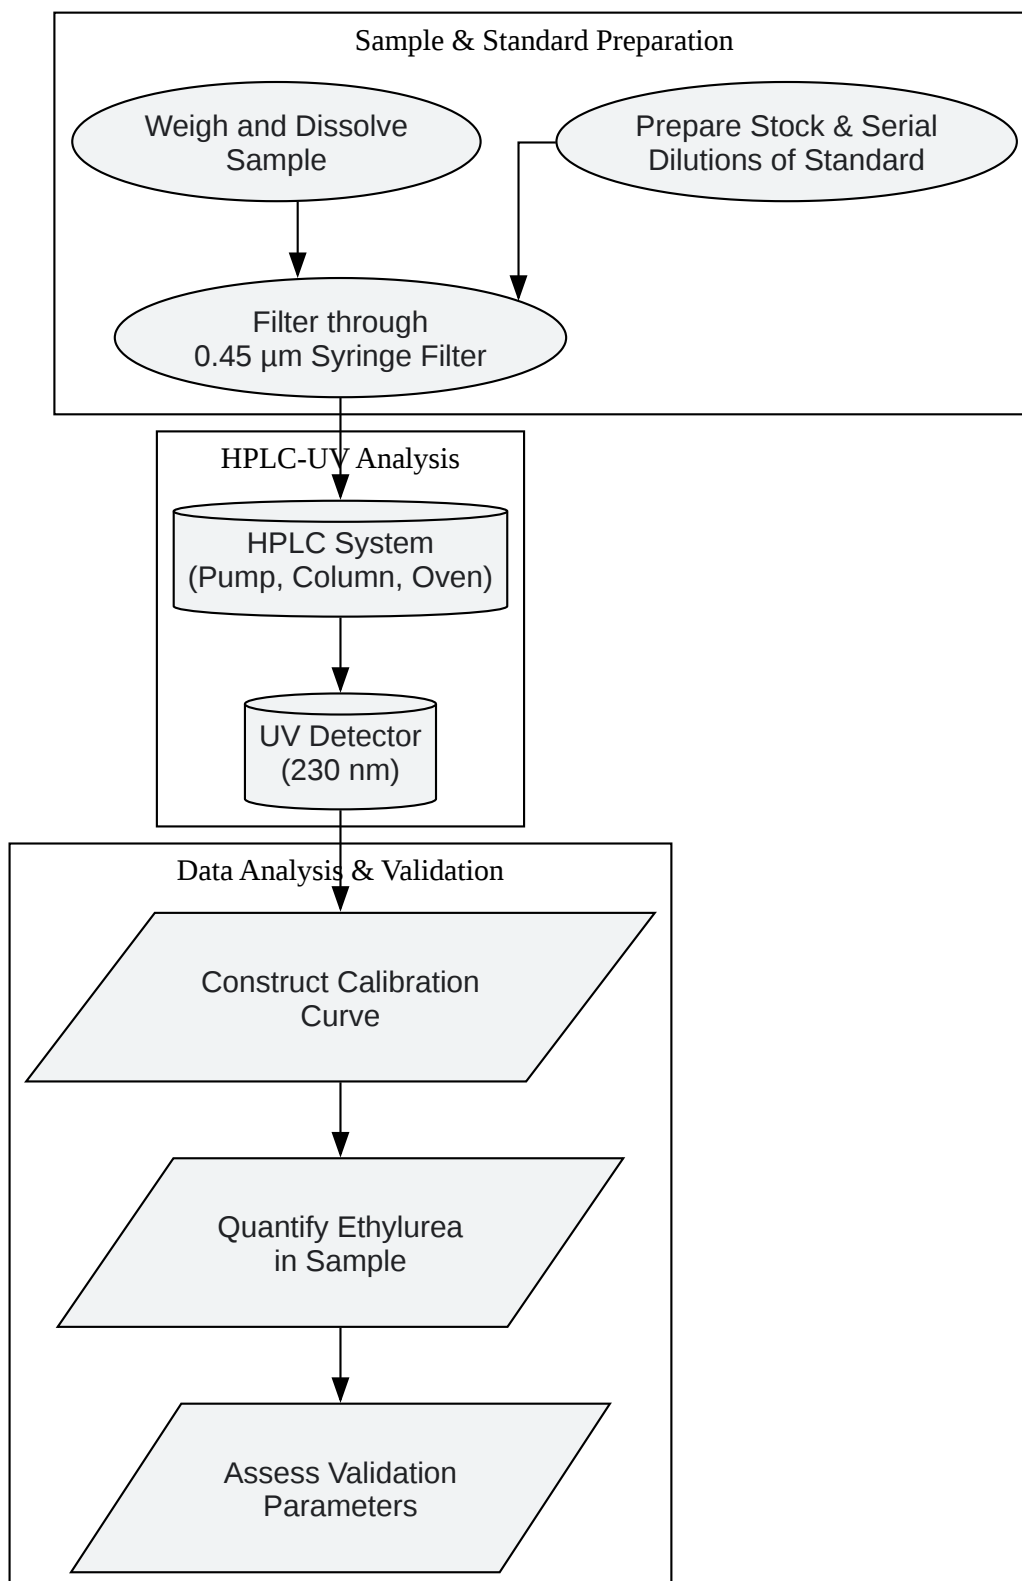 Sample & Standard Preparation
Weigh and Dissolve
Sample
Prepare Stock & Serial
Dilutions of Standard
Filter through
0.45 µm Syringe Filter
HPLC-UV Analysis
HPLC System
(Pump, Column, Oven)
UV Detector
(230 nm)
Data Analysis & Validation
Construct Calibration
Curve
Quantify Ethylurea
in Sample
Assess Validation
Parameters